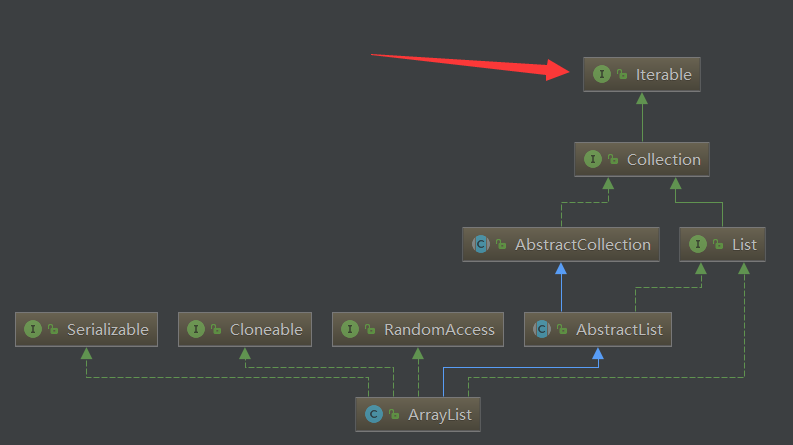 I Iterable
I Collection
C AbstractCollection
I List
I Serializable
I Cloneable
I RandomAccess
C AbstractList
C ArrayList